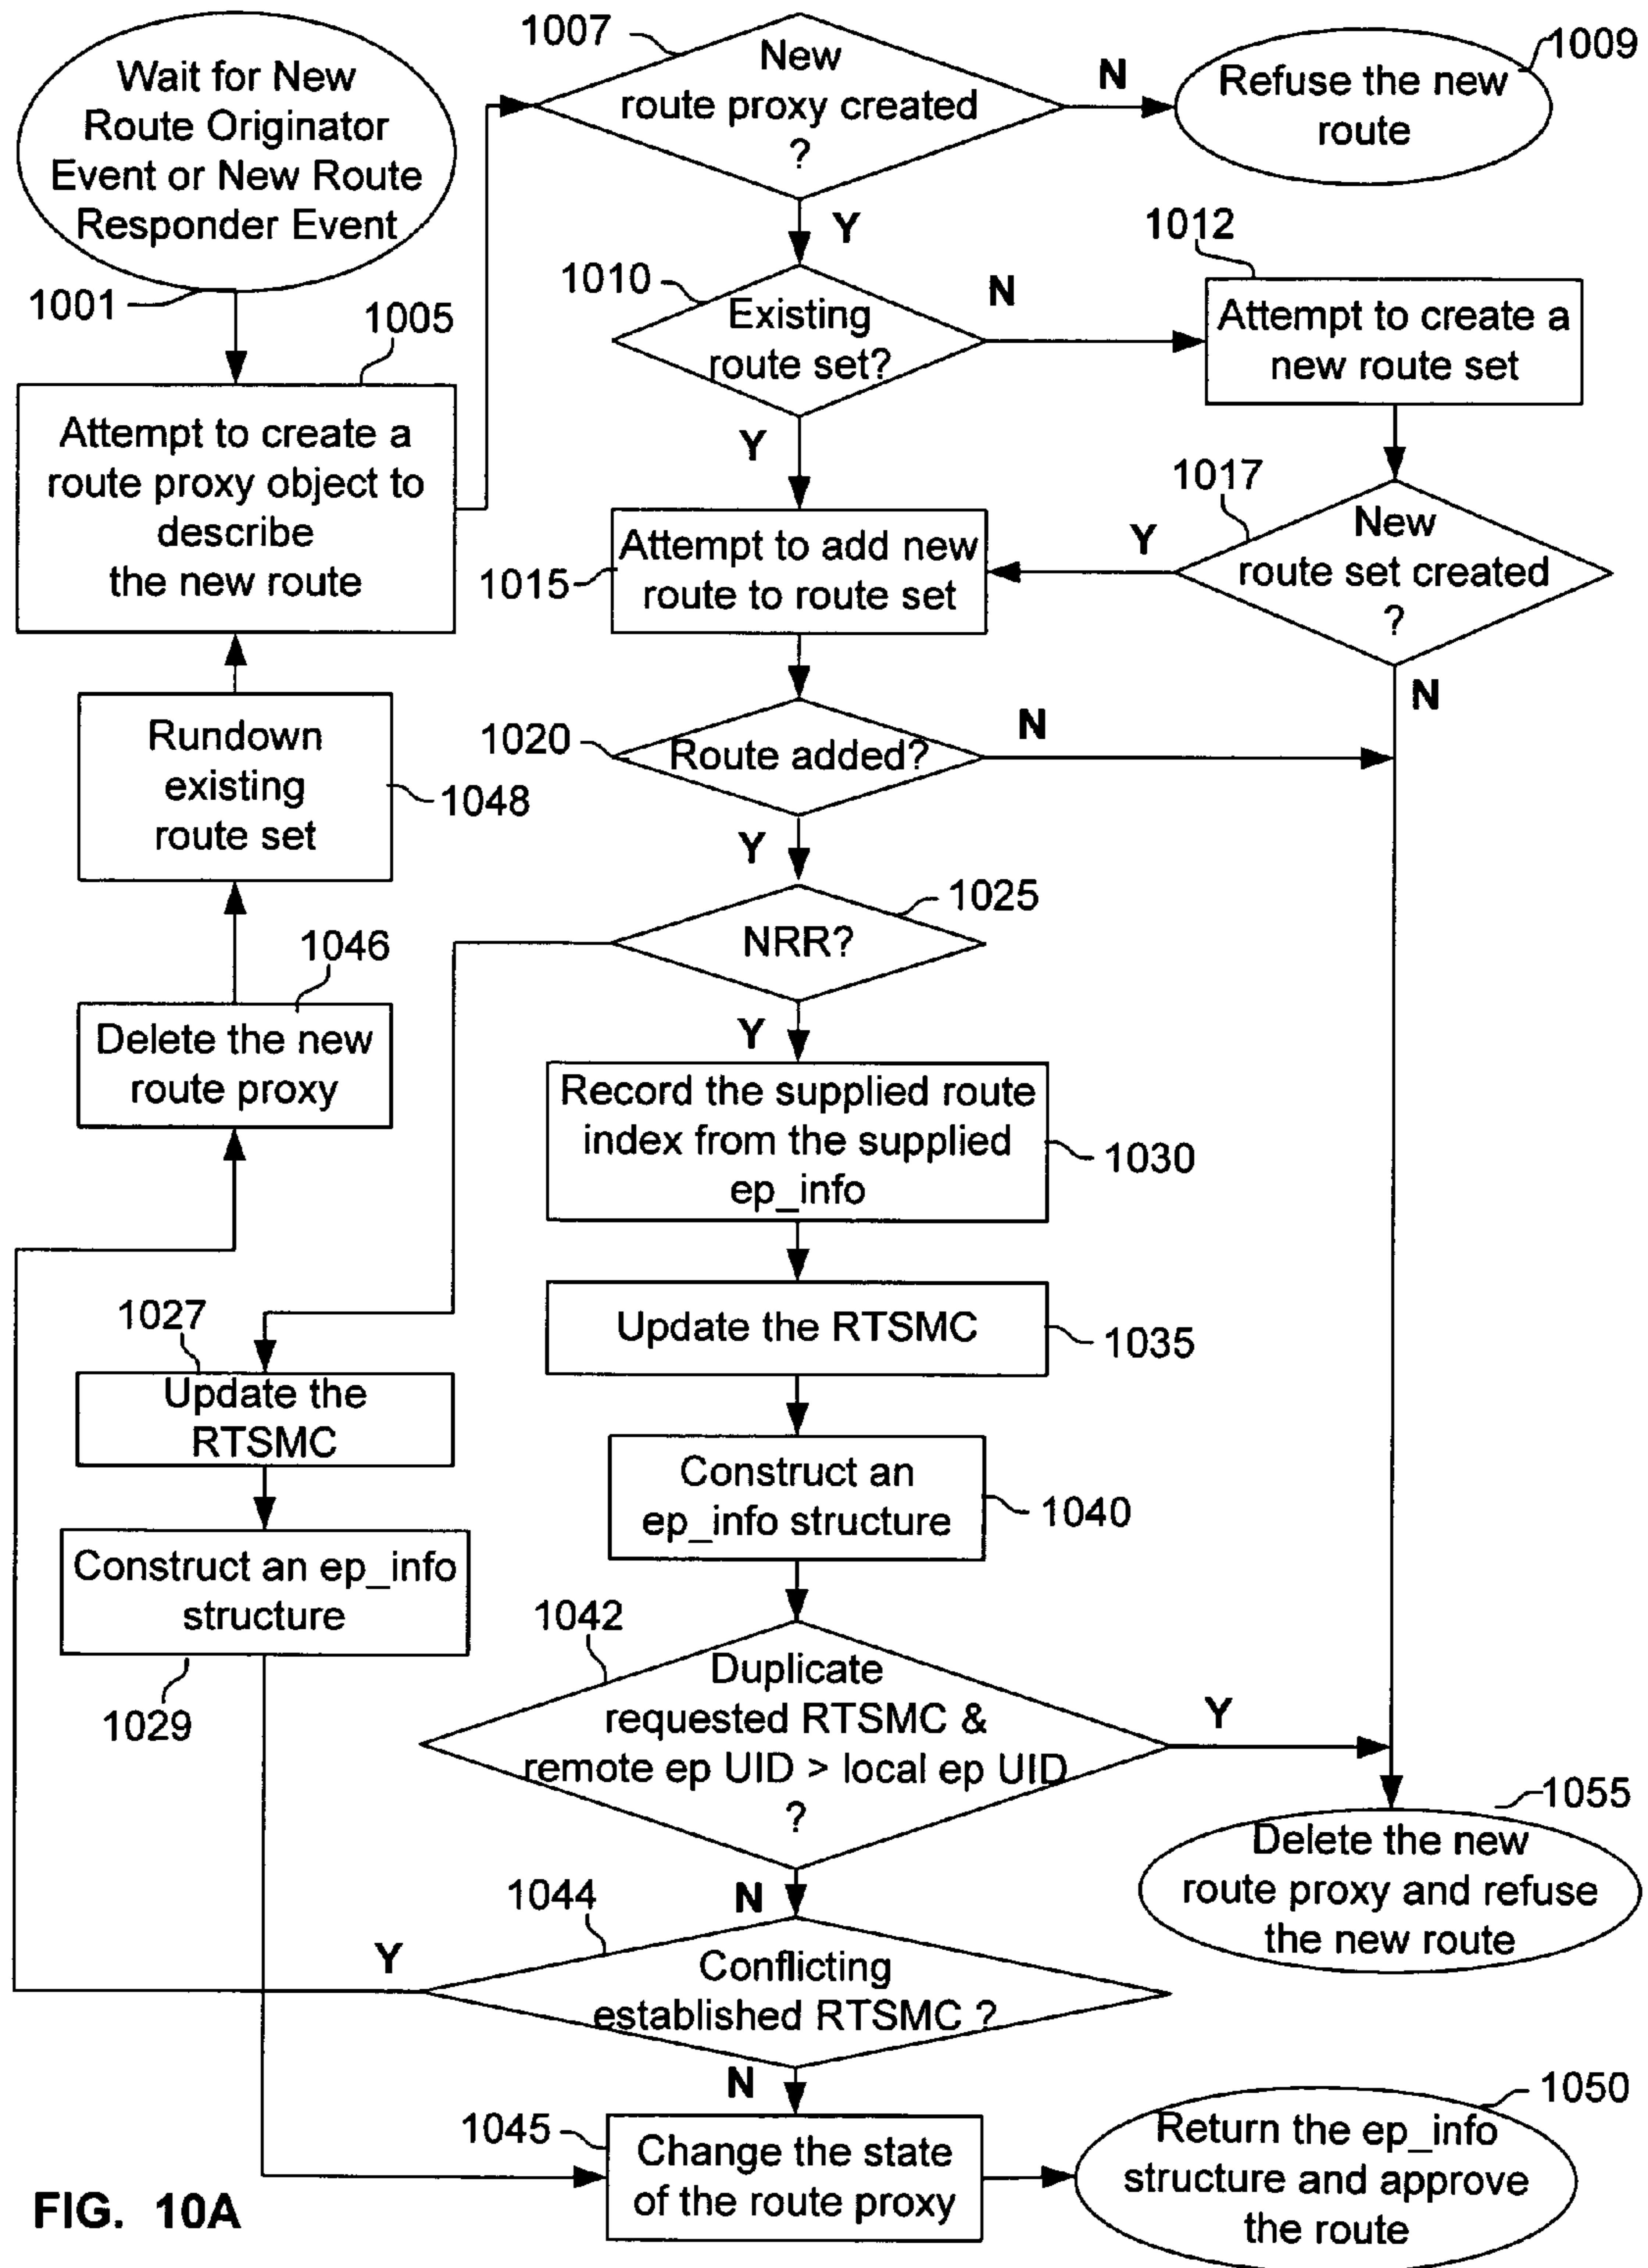 Wait for New
Route Originator
Event or New Route
Responder Event
1001
1005
Attempt to create a
route proxy object to
describe
the new route
1007
New
route proxy created
?
N
1009
Refuse the new
route
Y
1010
Existing
route set?
N
1012
Attempt to create a
new route set
Y
1017
New
route set created
?
Y
N
1015
Attempt to add new
route to route set
1020
Route added?
N
Y
Rundown
existing
route set
1048
1025
NRR?
Y
1046
Delete the new
route proxy
Record the supplied route
index from the supplied
ep_info
1030
Update the RTSMC
1035
1027
Update the
RTSMC
Construct an
ep_info structure
1040
Construct an ep_info
structure
1029
1042
Duplicate
requested RTSMC &
remote ep UID > local ep UID
?
Y
N
1055
Delete the new
route proxy and refuse
the new route
1044
Conflicting
established RTSMC ?
Y
N
1045
Change the state
of the route proxy
1050
Return the ep_info
structure and approve
the route
FIG. 10A